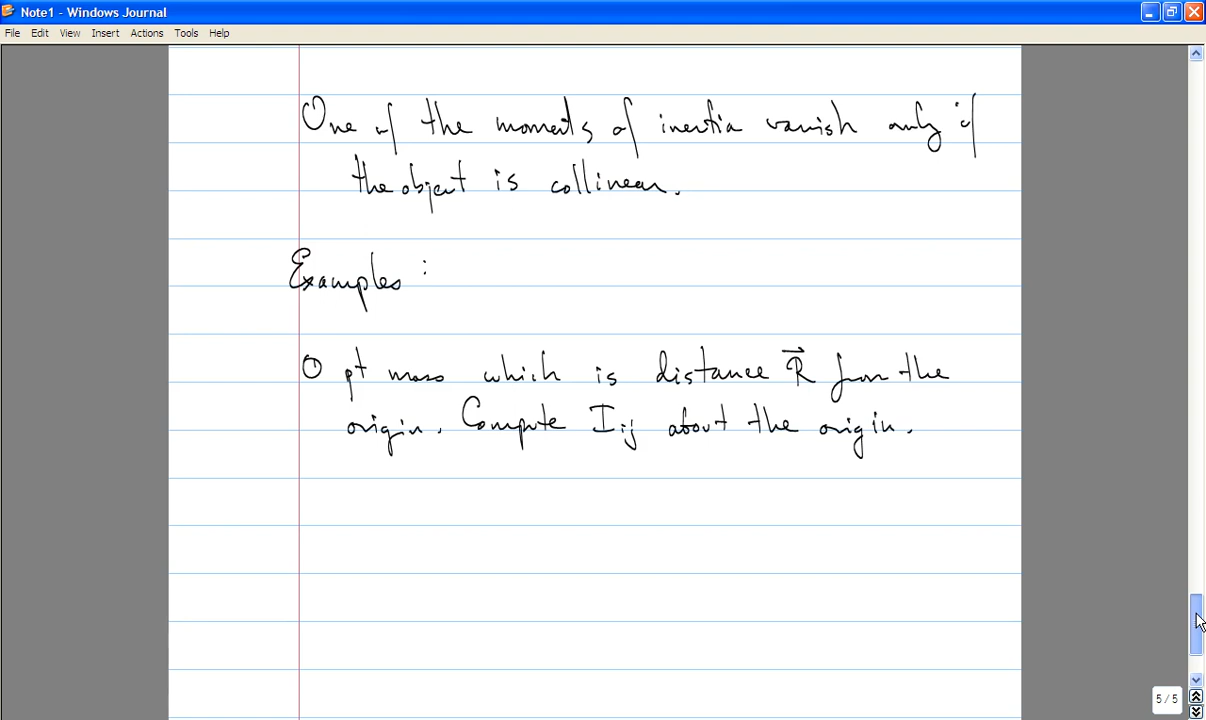 Note1 - Windows Journal
File Edit View Insert Actions Tools Help
One of the moments of inertia vanish only if
the object is collinear.
Examples :
① pt mass which is distance R⃗ from the
origin. Compute Iij about the origin.
5 / 5